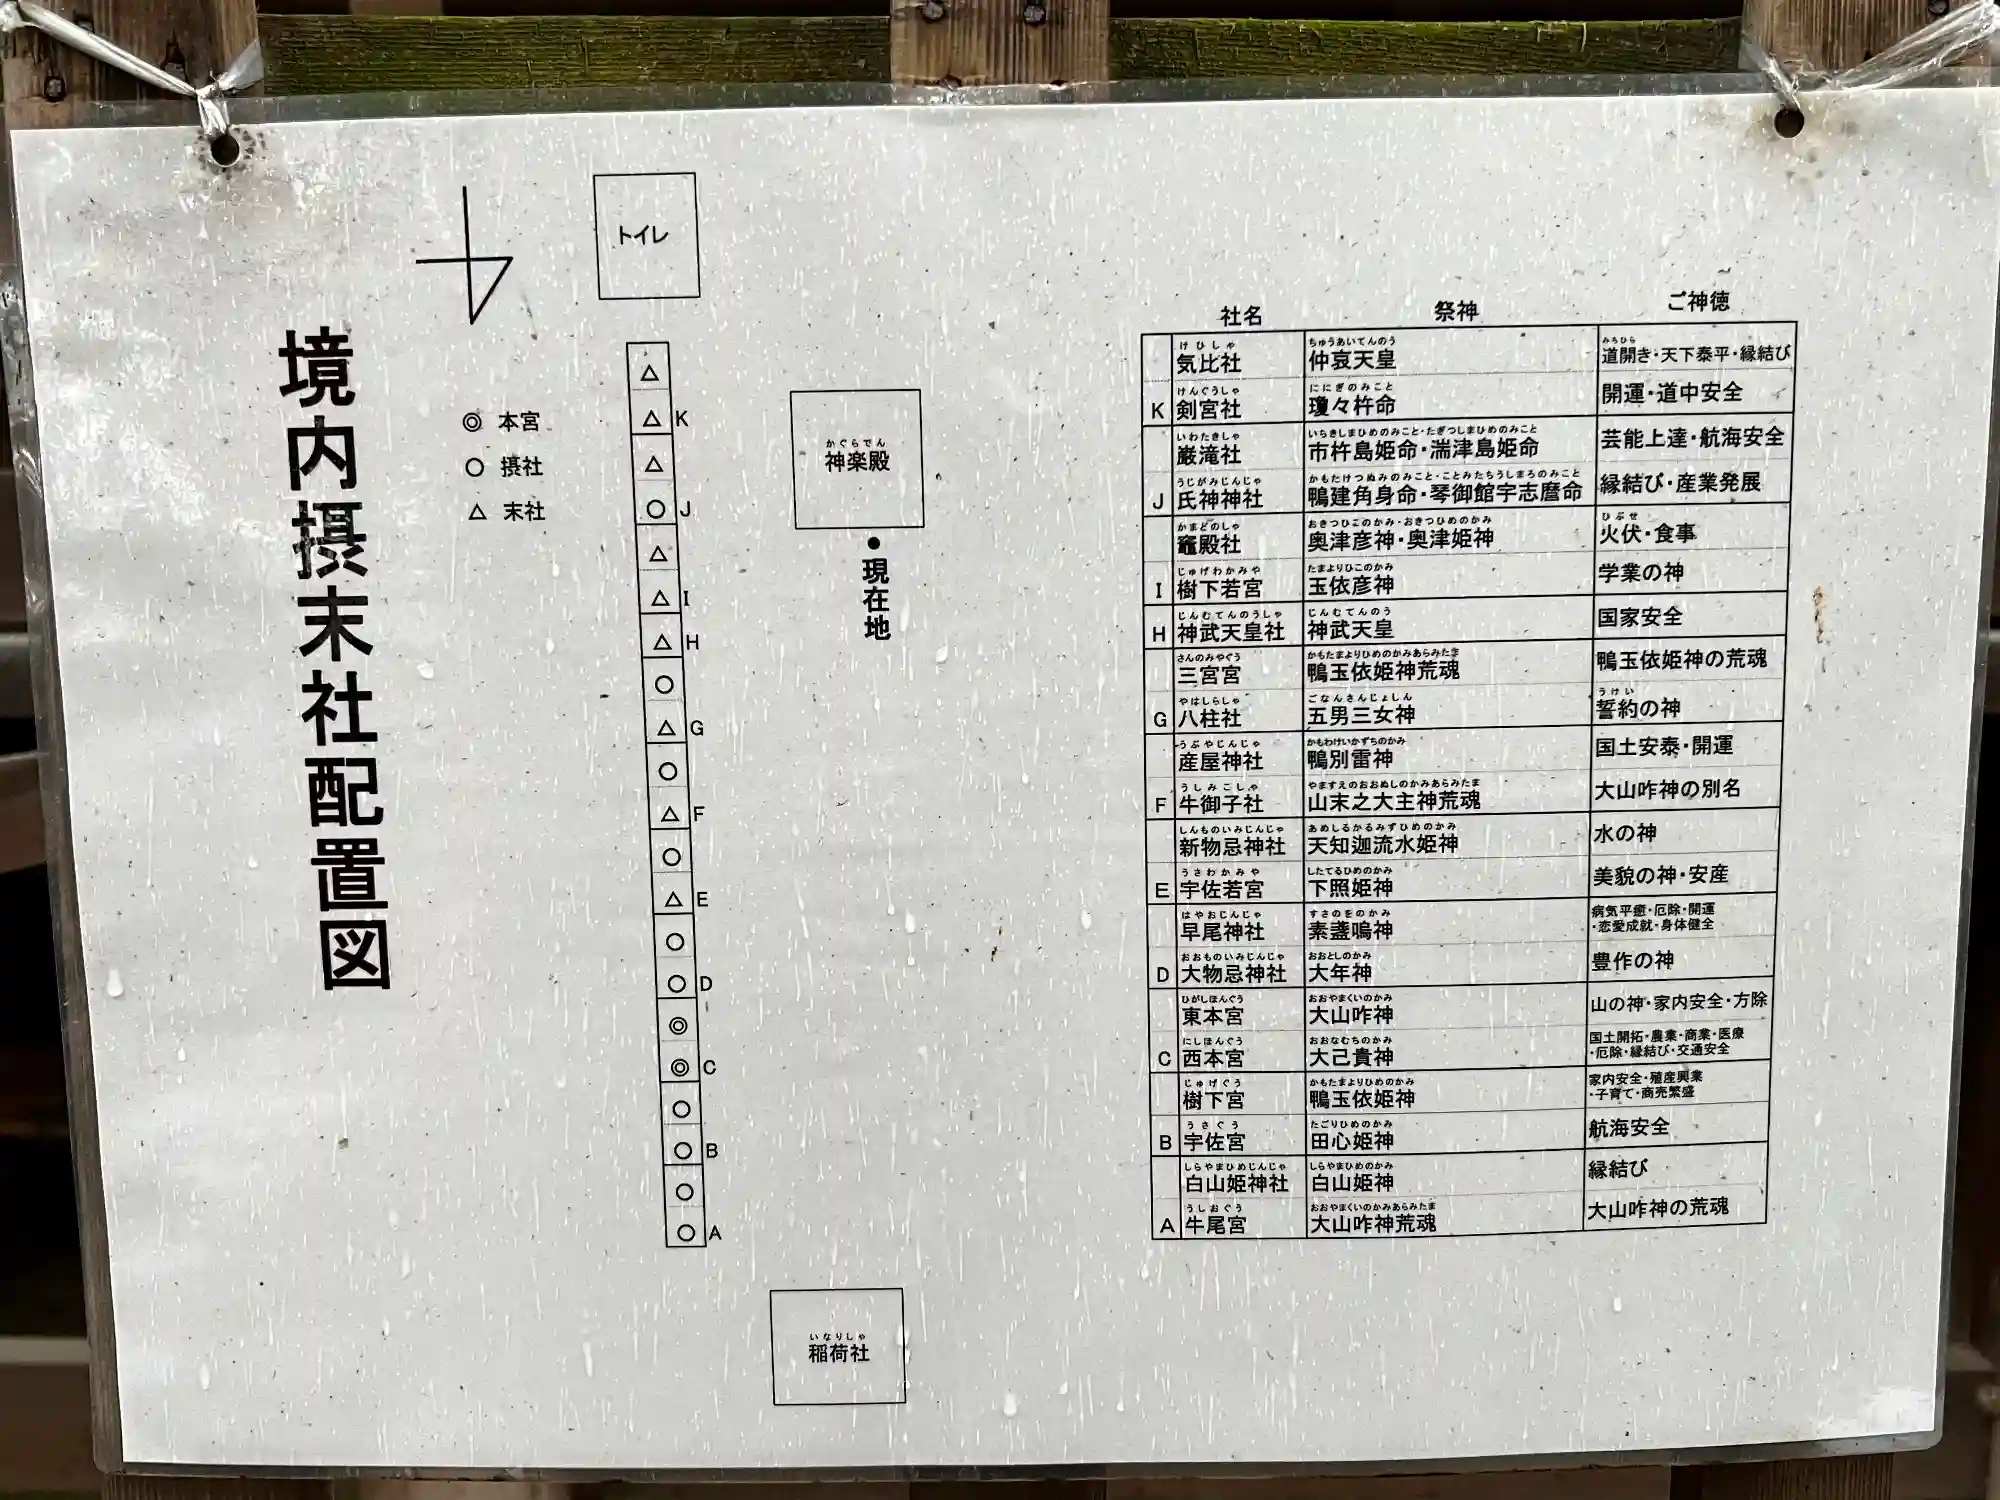 境内摂末社配置図
◎ 本宮
○ 摂社
△ 末社
トイレ
△
△ K
△
○ J
△
△ I
△ H
○
△ G
○
△ F
○
△ E
○
○ D
◎
◎ C
○
○ B
○
○ A
かぐらでん
神楽殿
●現在地
いなりしゃ
稲荷社
社名 祭神 ご神徳
けひしゃ ちゅうあいてんのう みちひら
気比社 仲哀天皇 道開き・天下泰平・縁結び
けんぐうしゃ ににぎのみこと
K 剣宮社 瓊々杵命 開運・道中安全
いわたきしゃ いちきしまひめのみこと・たぎつしまひめのみこと
巌滝社 市杵島姫命・湍津島姫命 芸能上達・航海安全
うじがみじんじゃ かもたけつぬみのみこと・ことみたちうしまろのみこと
J 氏神神社 鴨建角身命・琴御館宇志麿命 縁結び・産業発展
かまどのしゃ おきつひこのかみ・おきつひめのかみ ひぶせ
竈殿社 奥津彦神・奥津姫神 火伏・食事
じゅげわかみや たまよりひこのかみ
I 樹下若宮 玉依彦神 学業の神
じんむてんのうしゃ じんむてんのう
H 神武天皇社 神武天皇 国家安全
さんのみやぐう かもたまよりひめのかみあらみたま
三宮宮 鴨玉依姫神荒魂 鴨玉依姫神の荒魂
やはしらしゃ ごなんさんじょしん うけい
G 八柱社 五男三女神 誓約の神
うぶやじんじゃ かもわけいかずちのかみ
産屋神社 鴨別雷神 国土安泰・開運
うしみこしゃ やますえのおおぬしのかみあらみたま
F 牛御子社 山末之大主神荒魂 大山咋神の別名
しんものいみじんじゃ あめしるかるみずひめのかみ
新物忌神社 天知迦流水姫神 水の神
うさわかみや したてるひめのかみ
E 宇佐若宮 下照姫神 美貌の神・安産
はやおじんじゃ すさのをのかみ
早尾神社 素盞嗚神 病気平癒・厄除・開運
・恋愛成就・身体健全
おおものいみじんじゃ おおとしのかみ
D 大物忌神社 大年神 豊作の神
ひがしほんぐう おおやまくいのかみ
東本宮 大山咋神 山の神・家内安全・方除
にしほんぐう おおなむちのかみ
C 西本宮 大己貴神 国土開拓・農業・商業・医療
・厄除・縁結び・交通安全
じゅげぐう かもたまよりひめのかみ
樹下宮 鴨玉依姫神 家内安全・殖産興業
・子育て・商売繁盛
うさぐう たごりひめのかみ
B 宇佐宮 田心姫神 航海安全
しらやまひめじんじゃ しらやまひめのかみ
白山姫神社 白山姫神 縁結び
うしおぐう おおやまくいのかみあらみたま
A 牛尾宮 大山咋神荒魂 大山咋神の荒魂